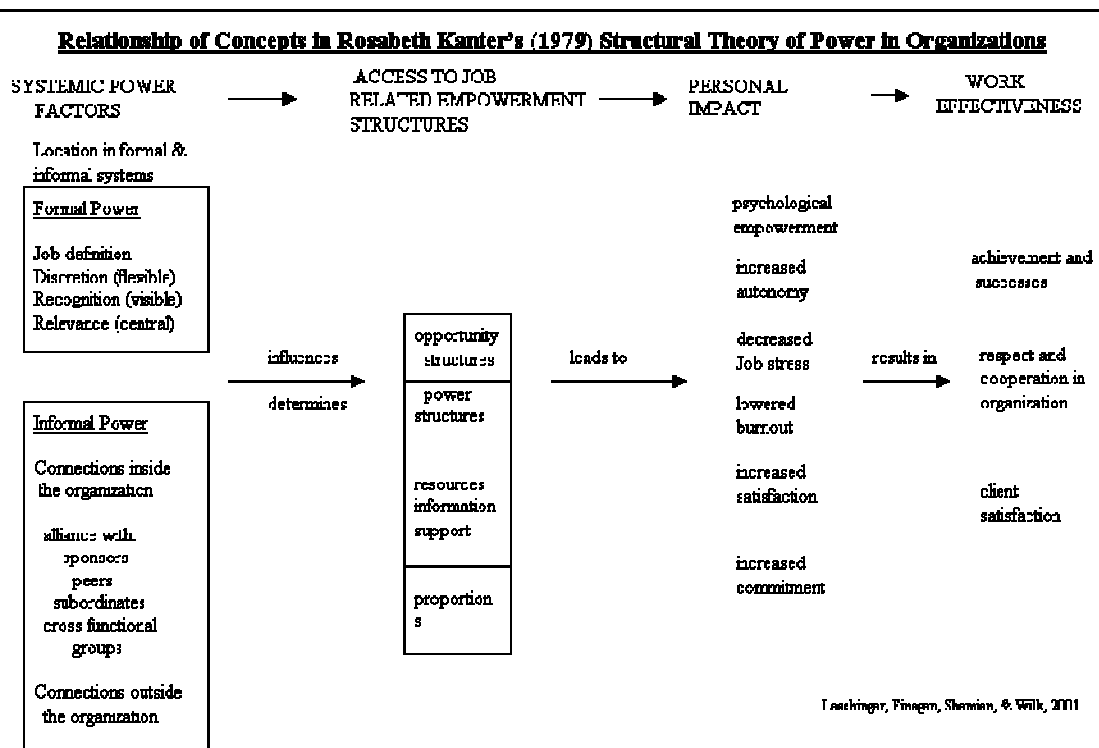 Relationship of Concepts in Rosabeth Kanter's (1979) Structural Theory of Power in Organizations
SYSTEMIC POWER
FACTORS
ACCESS TO JOB
RELATED EMPOWERMENT
STRUCTURES
PERSONAL
IMPACT
WORK
EFFECTIVENESS
Location in formal &
informal systems
Formal Power
Job definition
Discretion (flexible)
Recognition (visible)
Relevance (central)
Informal Power
Connections inside
the organization
alliance with
sponsors
peers
subordinates
cross functional
groups
Connections outside
the organization
influences
determines
opportunity
structures
power
structures
resources
information
support
proportion
s
leads to
psychological
empowerment
increased
autonomy
decreased
Job stress
lowered
burnout
increased
satisfaction
increased
commitment
results in
achievement and
successes
respect and
cooperation in
organization
client
satisfaction
Laschinger, Finegan, Shamian, & Wilk, 2001